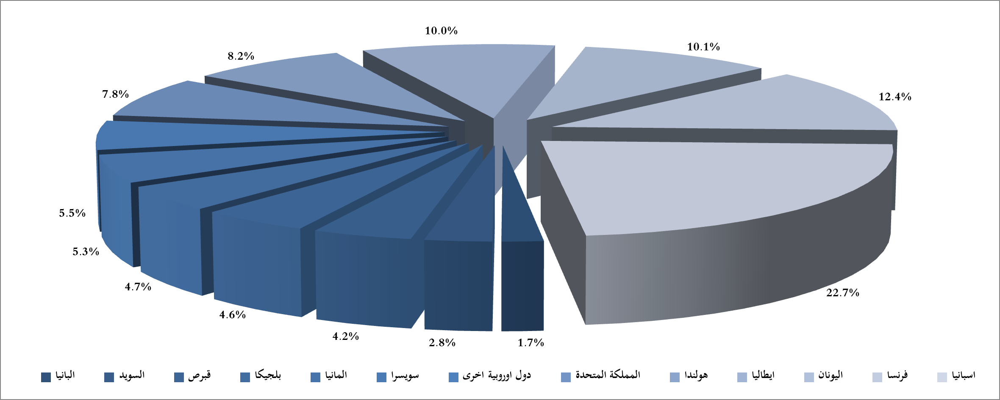 10.0%
10.1%
8.2%
7.8%
12.4%
5.5%
5.3%
4.7%
22.7%
4.6%
4.2%
2.8%
1.7%
البانيا
السويد
قبرص
بلجيكا
المانيا
سويسرا
دول اوروبية اخرى
المملكة المتحدة
هولندا
ايطاليا
اليونان
فرنسا
اسبانيا